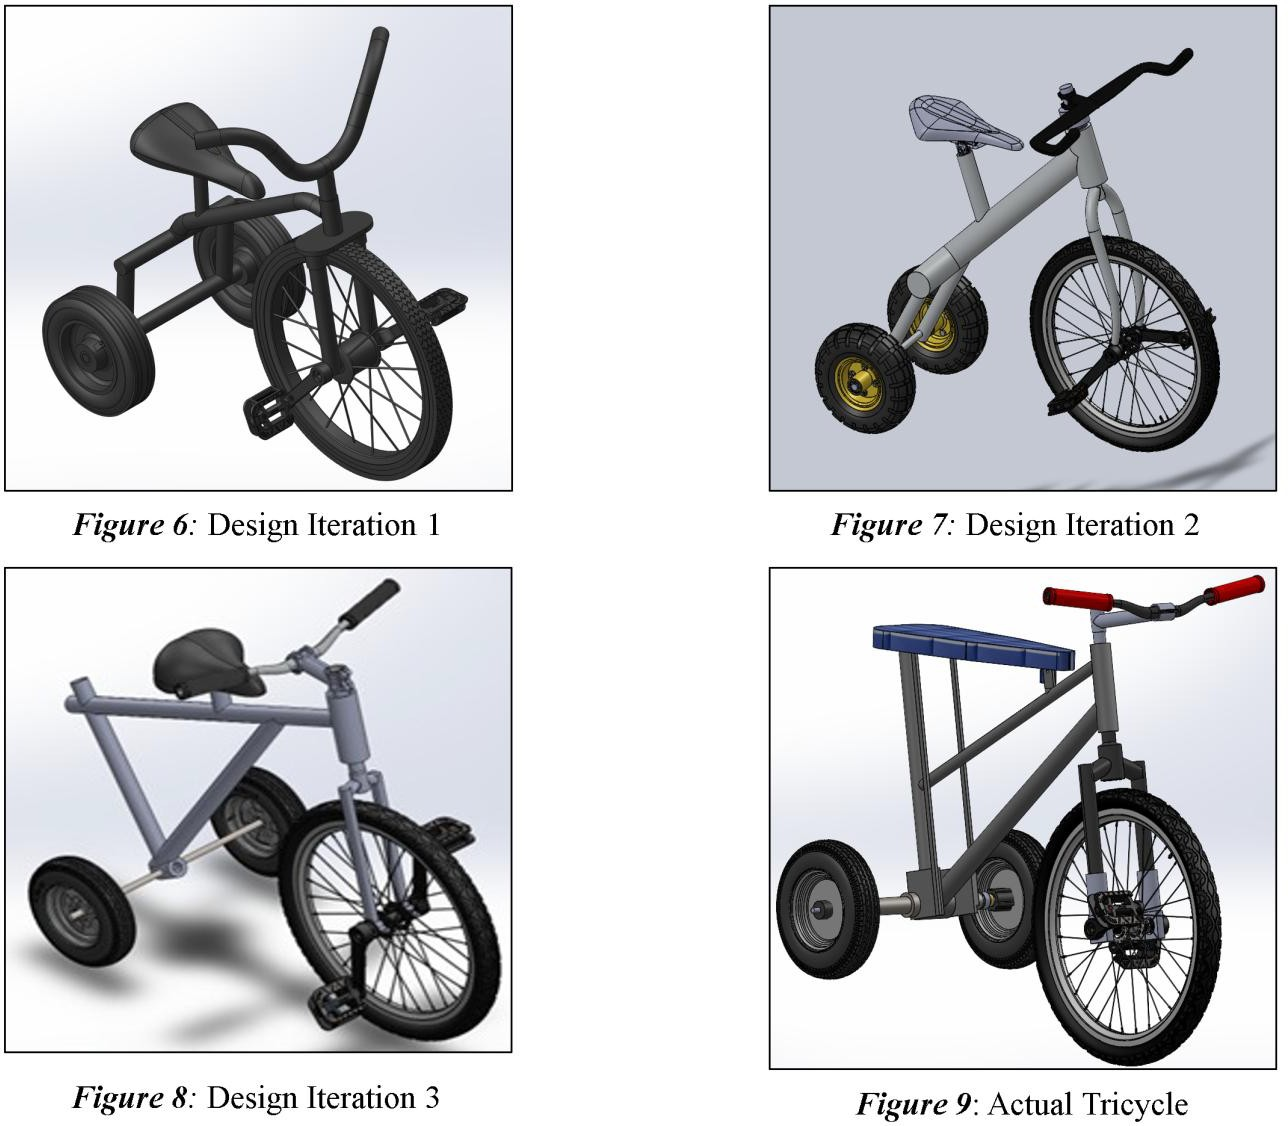 Figure 6: Design Iteration 1
Figure 7: Design Iteration 2
Figure 8: Design Iteration 3
Figure 9: Actual Tricycle